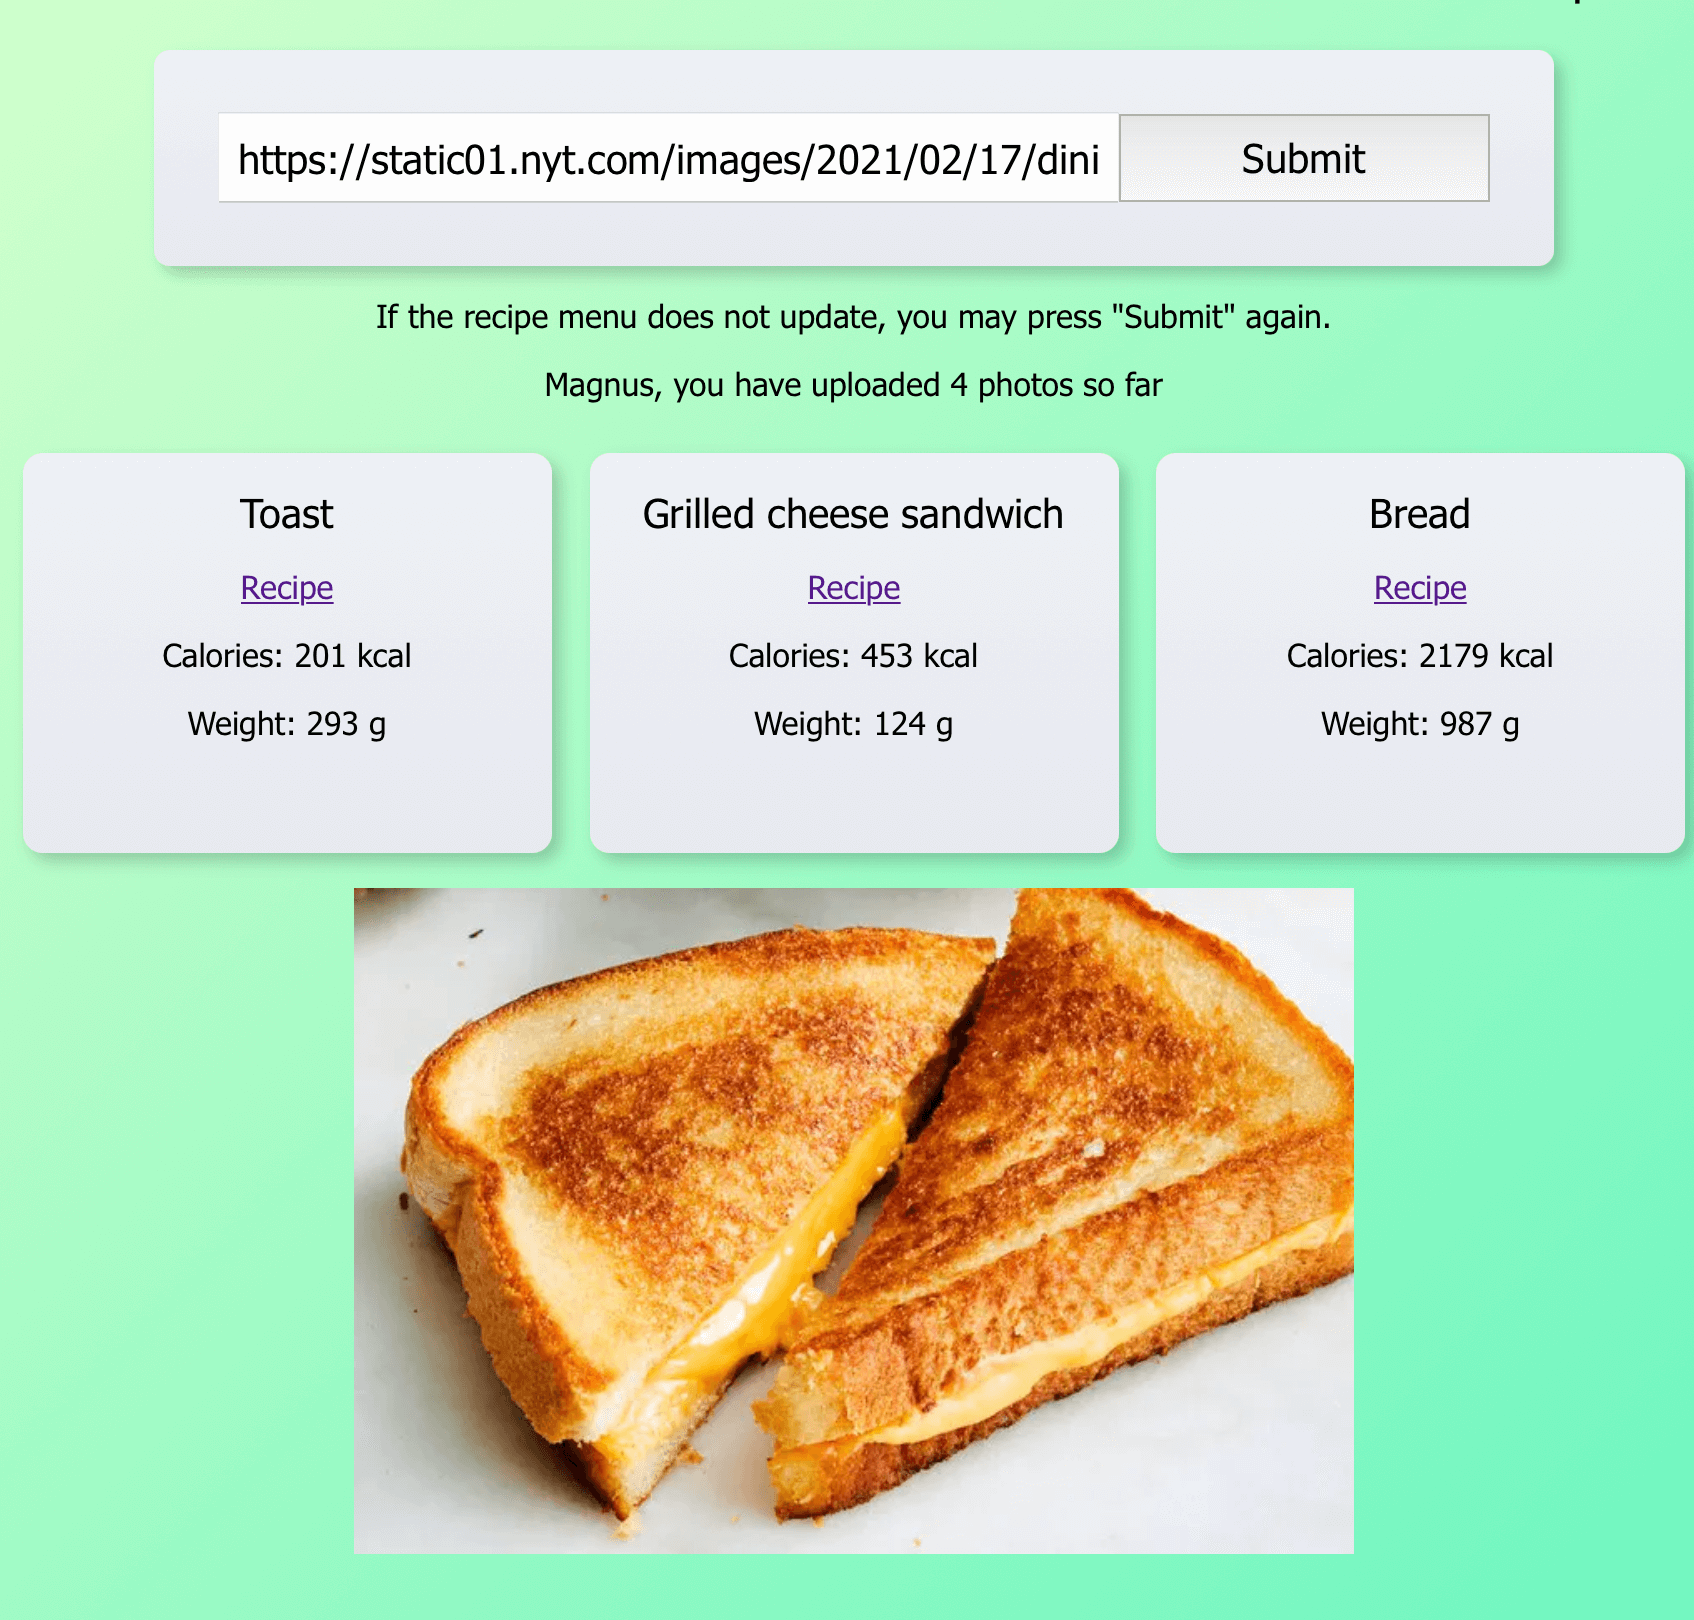 https://static01.nyt.com/images/2021/02/17/dini
Submit
If the recipe menu does not update, you may press "Submit" again.
Magnus, you have uploaded 4 photos so far
Toast
Recipe
Calories: 201 kcal
Weight: 293 g
Grilled cheese sandwich
Recipe
Calories: 453 kcal
Weight: 124 g
Bread
Recipe
Calories: 2179 kcal
Weight: 987 g